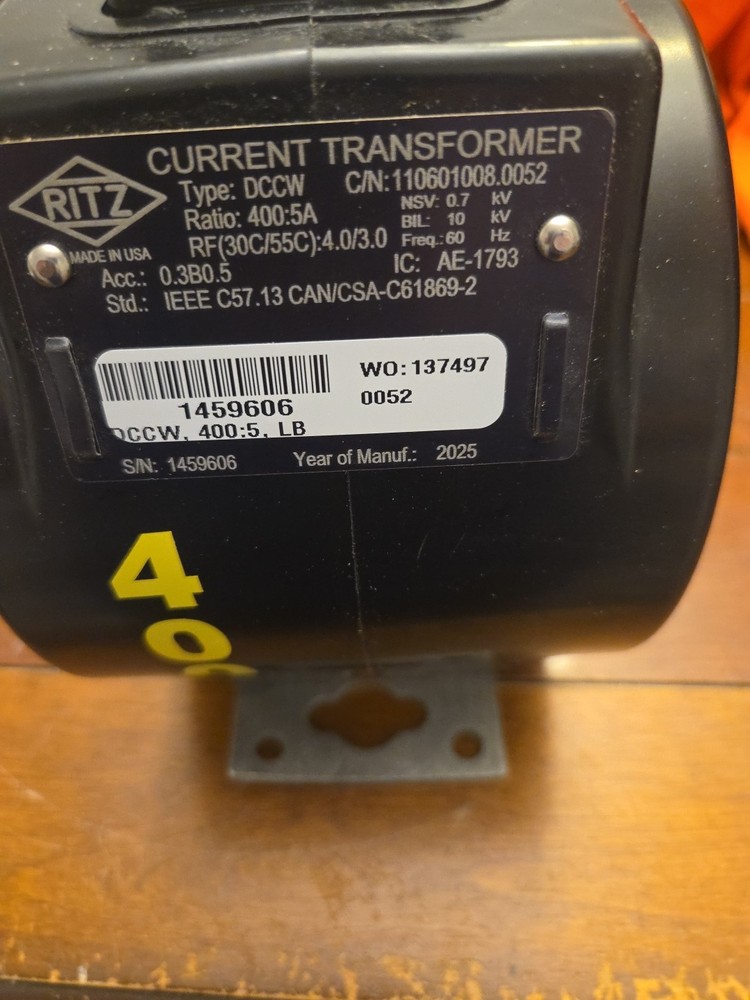 CURRENT TRANSFORMER
RITZ
MADE IN USA
Type: DCCW C/N:110601008.0052
Ratio: 400:5A NSV: 0.7 kV
BIL: 10 kV
RF(30C/55C):4.0/3.0 Freq.:60 Hz
Acc.: 0.3B0.5 IC: AE-1793
Std.: IEEE C57.13 CAN/CSA-C61869-2
WO:137497
1459606 0052
DCCW, 400:5, LB
S/N: 1459606 Year of Manuf.: 2025
4
0